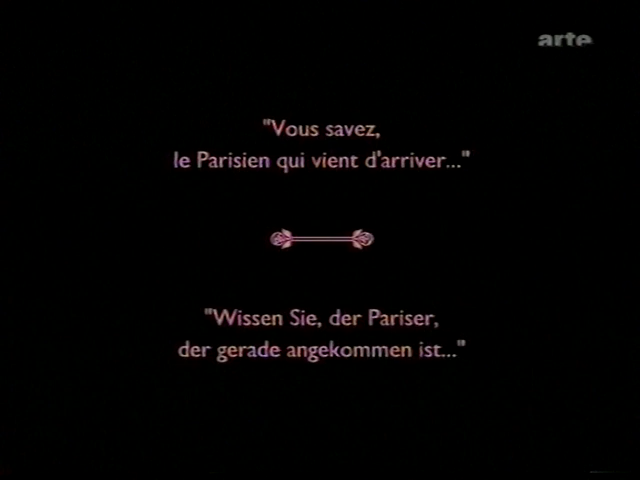 arte
"Vous savez,
le Parisien qui vient d'arriver..."
"Wissen Sie, der Pariser,
der gerade angekommen ist..."